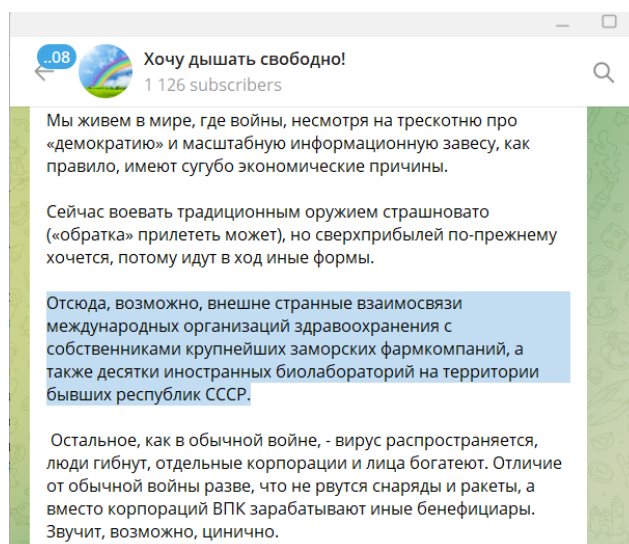 ..08
Хочу дышать свободно!
1 126 subscribers
Мы живем в мире, где войны, несмотря на трескотню про
«демократию» и масштабную информационную завесу, как
правило, имеют сугубо экономические причины.
Сейчас воевать традиционным оружием страшновато
(«обратка» прилететь может), но сверхприбылей по-прежнему
хочется, потому идут в ход иные формы.
Отсюда, возможно, внешне странные взаимосвязи
международных организаций здравоохранения с
собственниками крупнейших заморских фармкомпаний, а
также десятки иностранных биолабораторий на территории
бывших республик СССР.
Остальное, как в обычной войне, - вирус распространяется,
люди гибнут, отдельные корпорации и лица богатеют. Отличие
от обычной войны разве, что не рвутся снаряды и ракеты, а
вместо корпораций ВПК зарабатывают иные бенефициары.
Звучит, возможно, цинично.